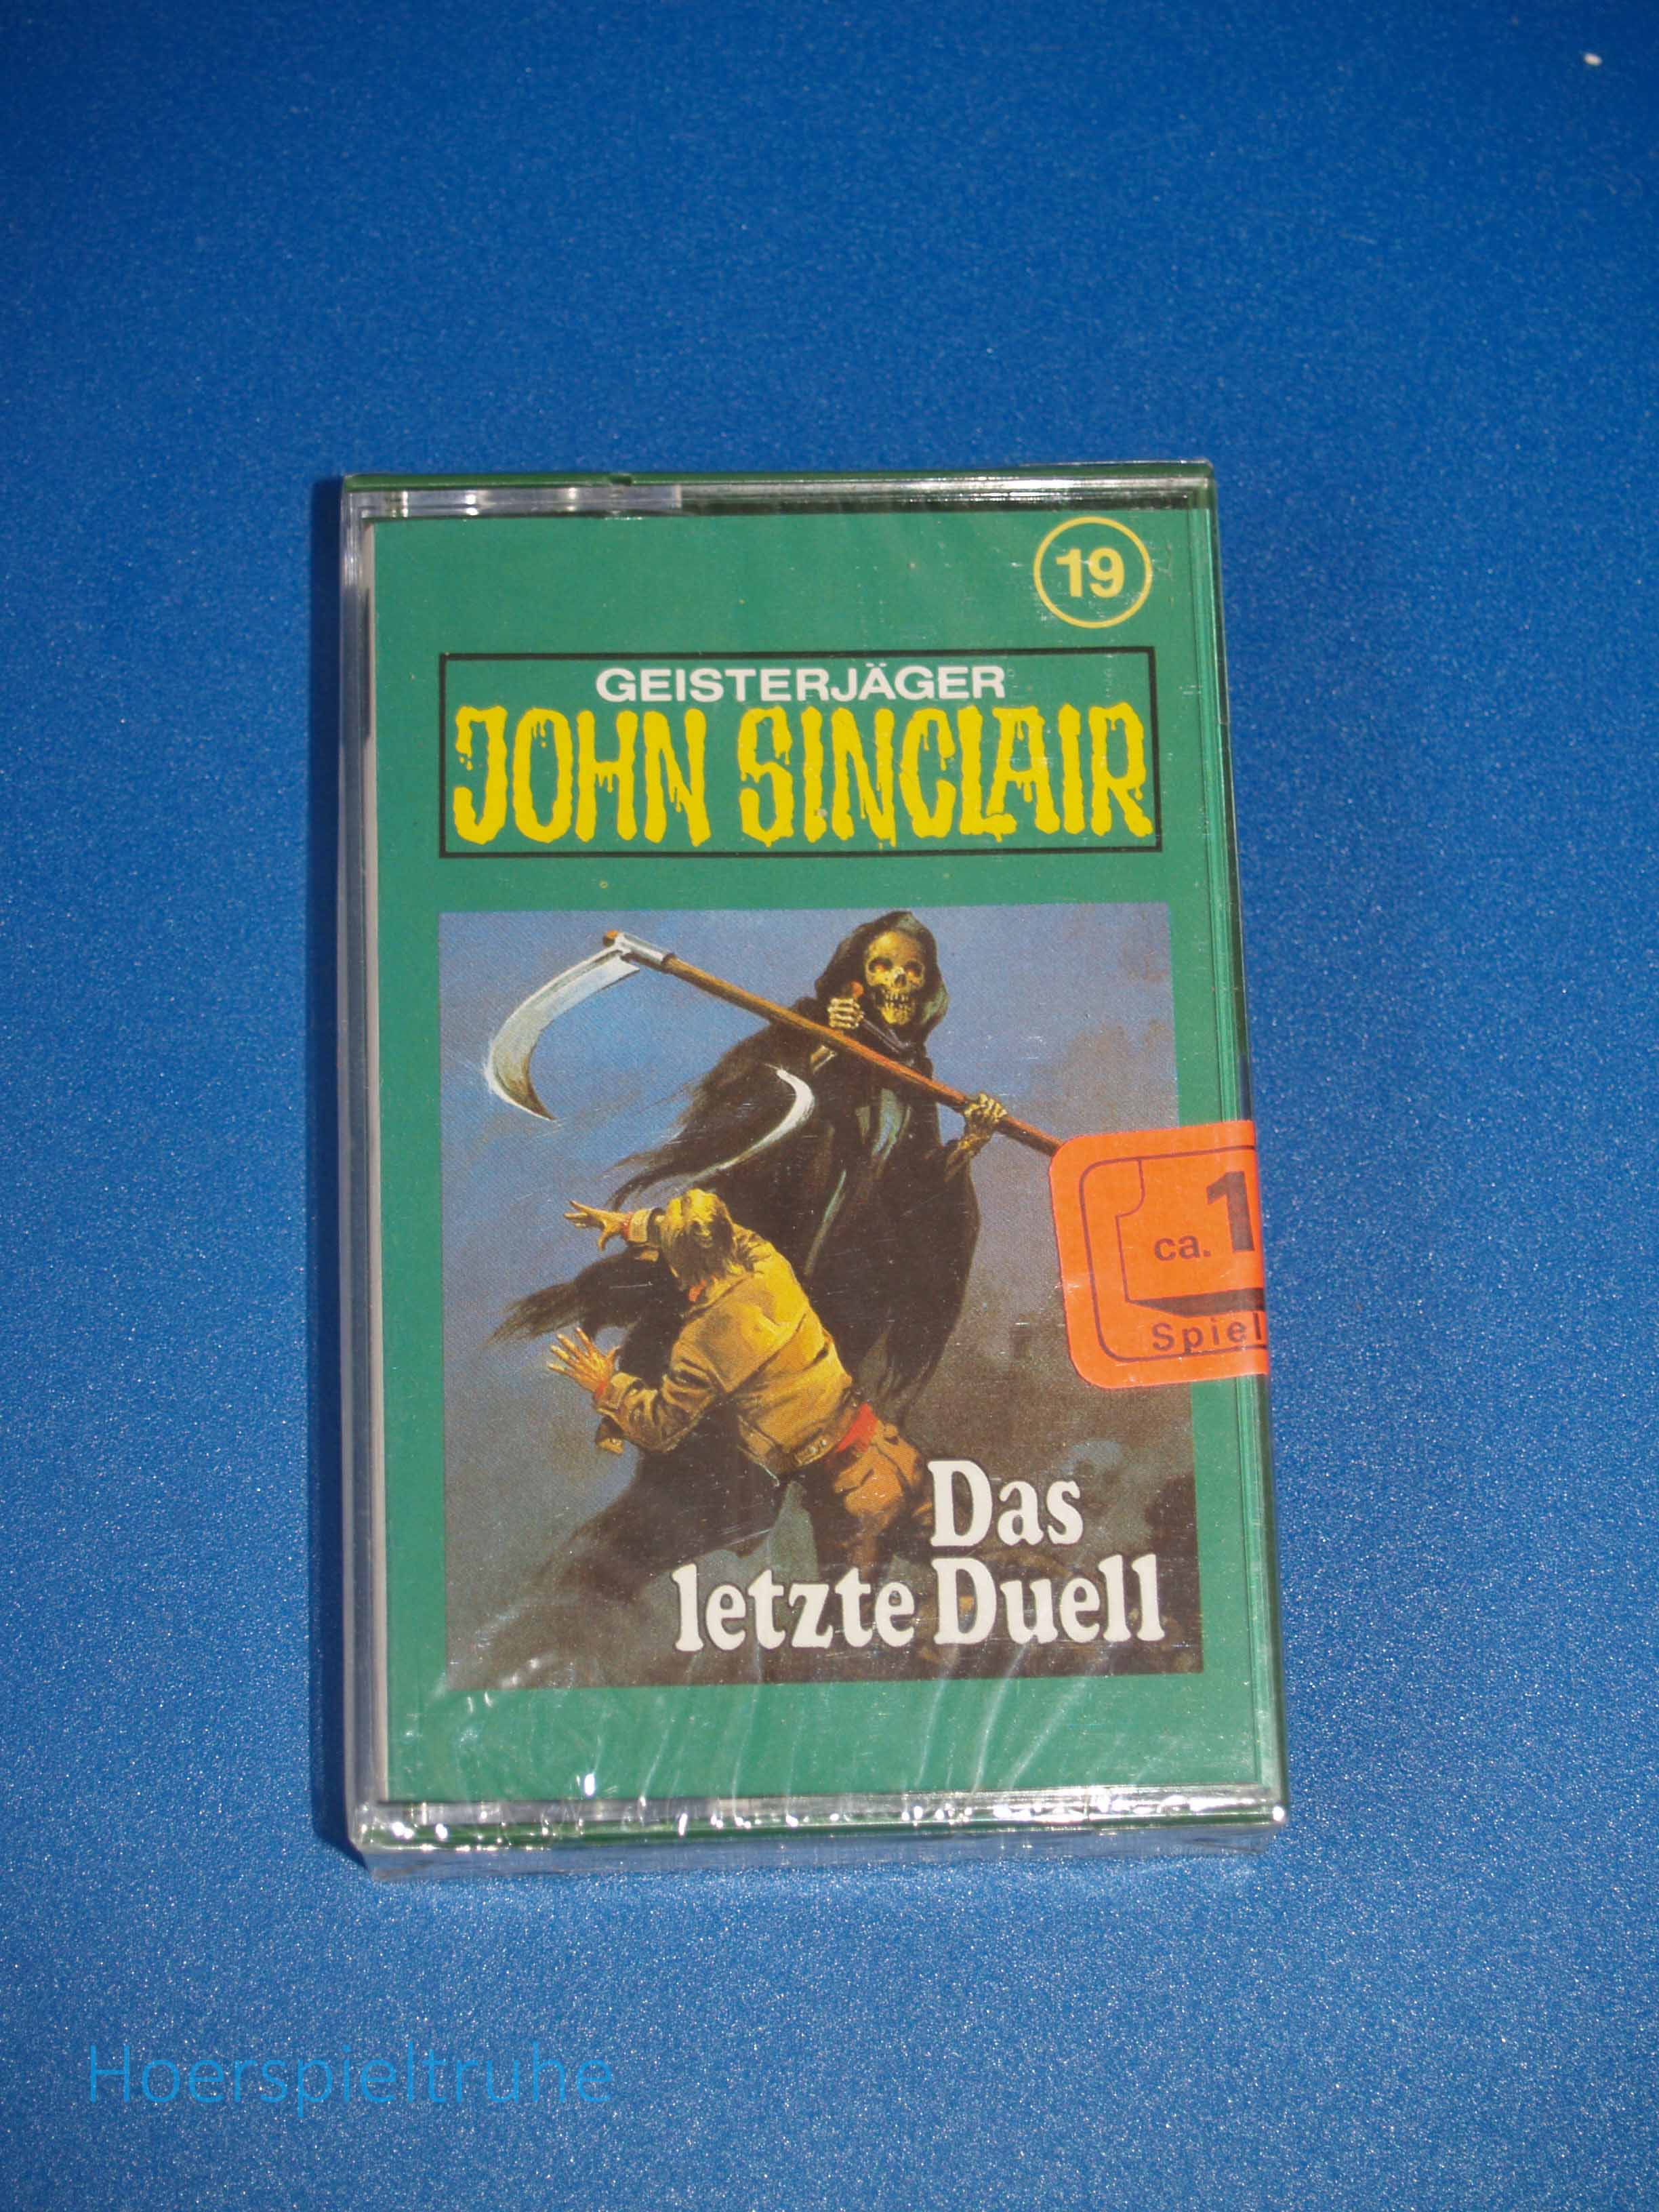 19
GEISTERJÄGER
JOHN SINCLAIR
ca. 1
Spiel
Das
letzte Duell
Hoerspieltruhe